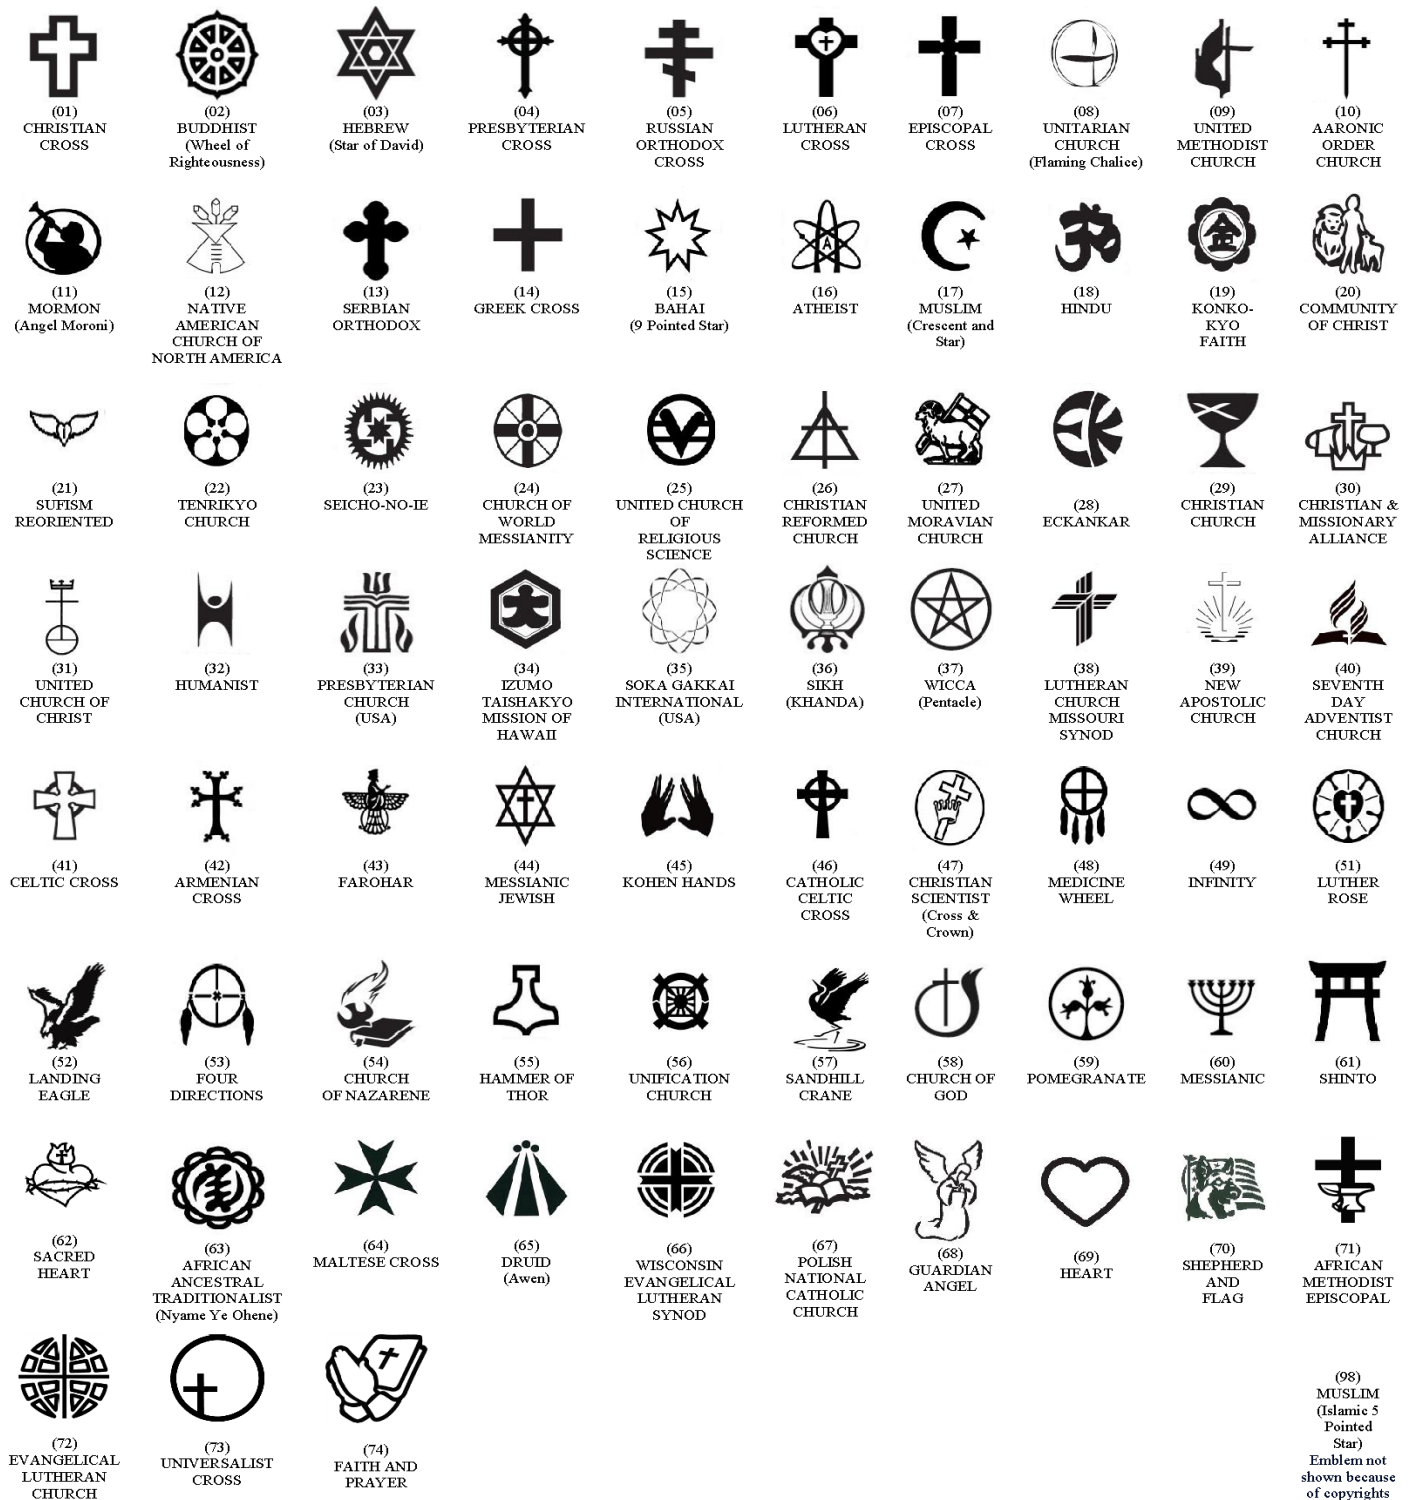 (01)
CHRISTIAN
CROSS
(02)
BUDDHIST
(Wheel of
Righteousness)
(03)
HEBREW
(Star of David)
(04)
PRESBYTERIAN
CROSS
(05)
RUSSIAN
ORTHODOX
CROSS
(06)
LUTHERAN
CROSS
(07)
EPISCOPAL
CROSS
(08)
UNITARIAN
CHURCH
(Flaming Chalice)
(09)
UNITED
METHODIST
CHURCH
(10)
AARONIC
ORDER
CHURCH
(11)
MORMON
(Angel Moroni)
(12)
NATIVE
AMERICAN
CHURCH OF
NORTH AMERICA
(13)
SERBIAN
ORTHODOX
(14)
GREEK CROSS
(15)
BAHAI
(9 Pointed Star)
A
(16)
ATHEIST
(17)
MUSLIM
(Crescent and
Star)
(18)
HINDU
金
(19)
KONKO-
KYO
FAITH
(20)
COMMUNITY
OF CHRIST
(21)
SUFISM
REORIENTED
(22)
TENRIKYO
CHURCH
(23)
SEICHO-NO-IE
(24)
CHURCH OF
WORLD
MESSIANITY
(25)
UNITED CHURCH
OF
RELIGIOUS
SCIENCE
(26)
CHRISTIAN
REFORMED
CHURCH
(27)
UNITED
MORAVIAN
CHURCH
EK
(28)
ECKANKAR
(29)
CHRISTIAN
CHURCH
(30)
CHRISTIAN &
MISSIONARY
ALLIANCE
(31)
UNITED
CHURCH OF
CHRIST
(32)
HUMANIST
(33)
PRESBYTERIAN
CHURCH
(USA)
(34)
IZUMO
TAISHAKYO
MISSION OF
HAWAII
(35)
SOKA GAKKAI
INTERNATIONAL
(USA)
(36)
SIKH
(KHANDA)
(37)
WICCA
(Pentacle)
(38)
LUTHERAN
CHURCH
MISSOURI
SYNOD
(39)
NEW
APOSTOLIC
CHURCH
(40)
SEVENTH
DAY
ADVENTIST
CHURCH
(41)
CELTIC CROSS
(42)
ARMENIAN
CROSS
(43)
FAROHAR
(44)
MESSIANIC
JEWISH
(45)
KOHEN HANDS
(46)
CATHOLIC
CELTIC
CROSS
(47)
CHRISTIAN
SCIENTIST
(Cross &
Crown)
(48)
MEDICINE
WHEEL
(49)
INFINITY
(51)
LUTHER
ROSE
(52)
LANDING
EAGLE
(53)
FOUR
DIRECTIONS
(54)
CHURCH
OF NAZARENE
(55)
HAMMER OF
THOR
(56)
UNIFICATION
CHURCH
(57)
SANDHILL
CRANE
(58)
CHURCH OF
GOD
(59)
POMEGRANATE
(60)
MESSIANIC
(61)
SHINTO
(62)
SACRED
HEART
(63)
AFRICAN
ANCESTRAL
TRADITIONALIST
(Nyame Ye Ohene)
(64)
MALTESE CROSS
(65)
DRUID
(Awen)
(66)
WISCONSIN
EVANGELICAL
LUTHERAN
SYNOD
(67)
POLISH
NATIONAL
CATHOLIC
CHURCH
(68)
GUARDIAN
ANGEL
(69)
HEART
(70)
SHEPHERD
AND
FLAG
(71)
AFRICAN
METHODIST
EPISCOPAL
(72)
EVANGELICAL
LUTHERAN
CHURCH
(73)
UNIVERSALIST
CROSS
(74)
FAITH AND
PRAYER
(98)
MUSLIM
(Islamic 5
Pointed
Star)
Emblem not
shown because
of copyrights